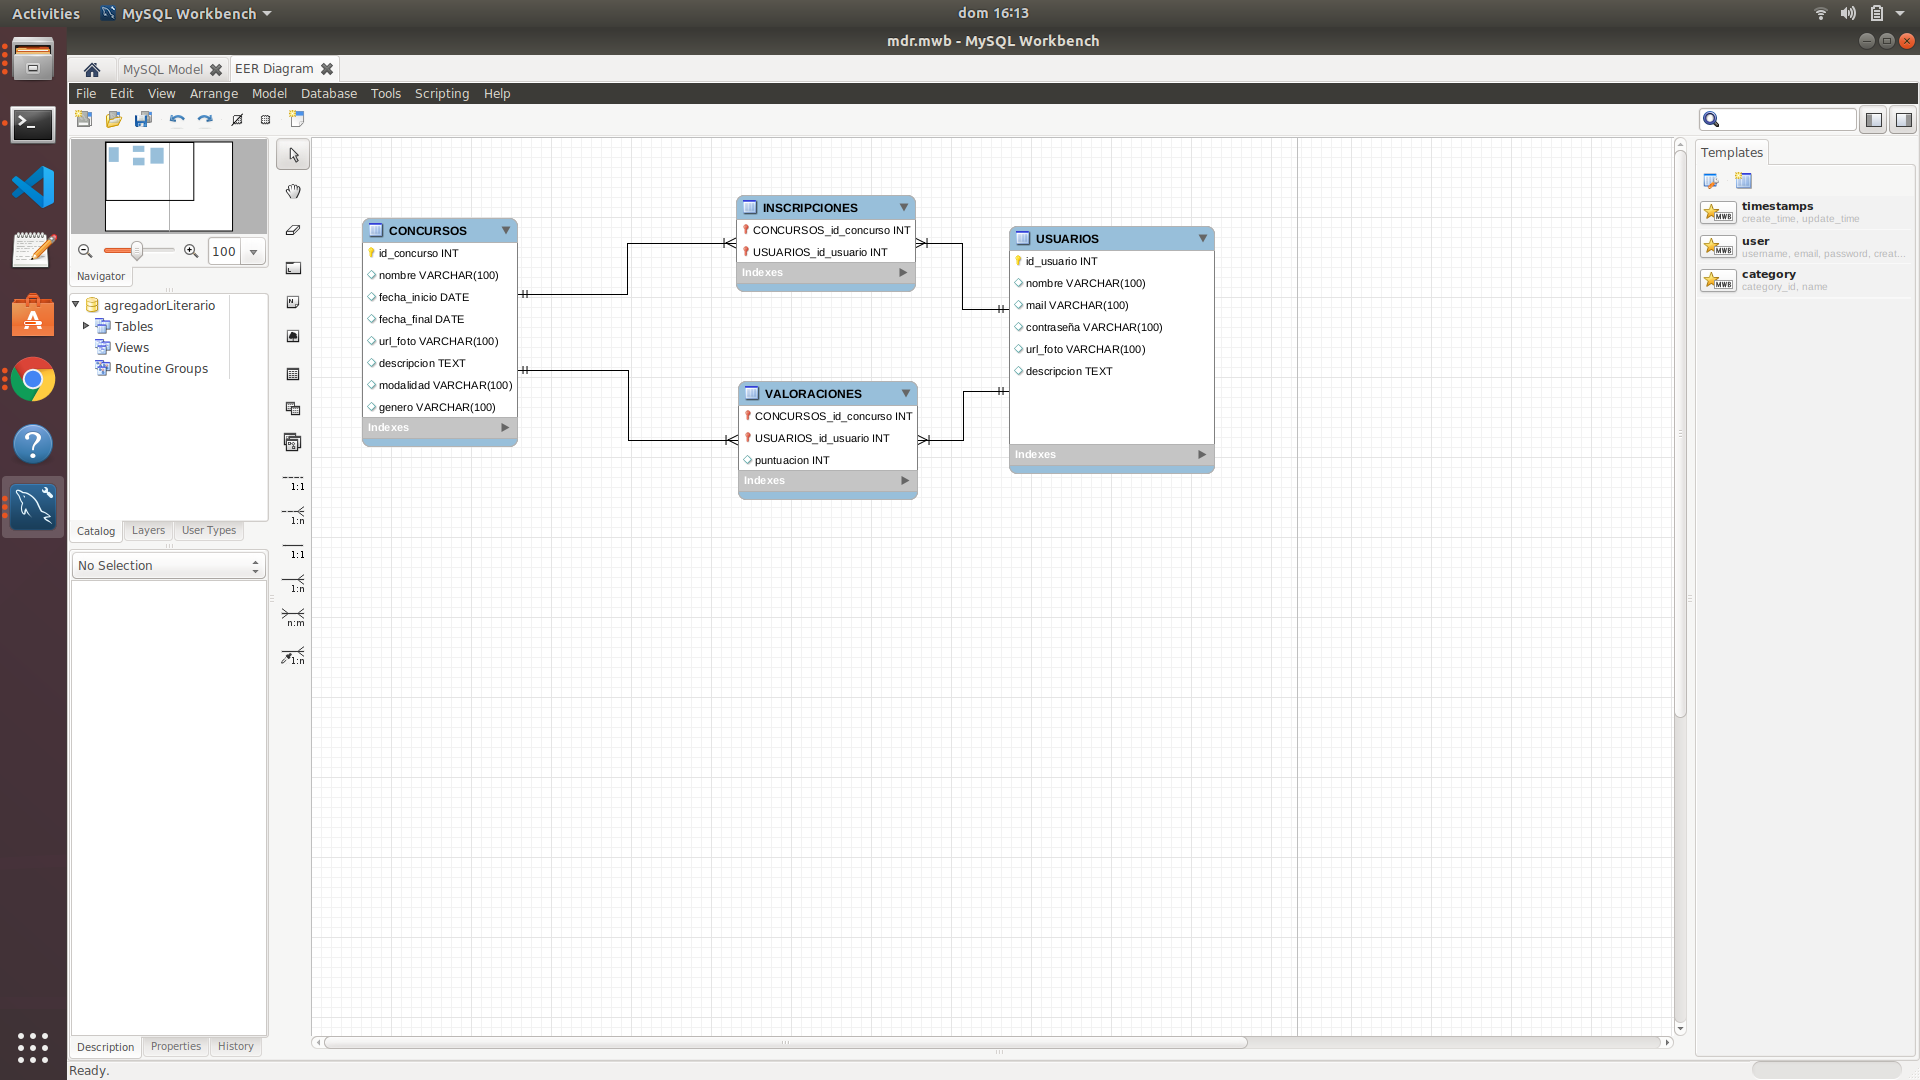 Activities
MySQL Workbench
dom 16:13
mdr.mwb - MySQL Workbench
MySQL Model
EER Diagram
File Edit View Arrange Model Database Tools Scripting Help
100
Navigator
agregadorLiterario
Tables
Views
Routine Groups
Catalog
Layers
User Types
No Selection
Description
Properties
History
Ready.
1:1
1:n
1:1
1:n
n:m
1:n
CONCURSOS
id_concurso INT
nombre VARCHAR(100)
fecha_inicio DATE
fecha_final DATE
url_foto VARCHAR(100)
descripcion TEXT
modalidad VARCHAR(100)
genero VARCHAR(100)
Indexes
INSCRIPCIONES
CONCURSOS_id_concurso INT
USUARIOS_id_usuario INT
Indexes
VALORACIONES
CONCURSOS_id_concurso INT
USUARIOS_id_usuario INT
puntuacion INT
Indexes
USUARIOS
id_usuario INT
nombre VARCHAR(100)
mail VARCHAR(100)
contraseña VARCHAR(100)
url_foto VARCHAR(100)
descripcion TEXT
Indexes
Templates
MWB
timestamps
create_time, update_time
MWB
user
username, email, password, creat...
MWB
category
category_id, name